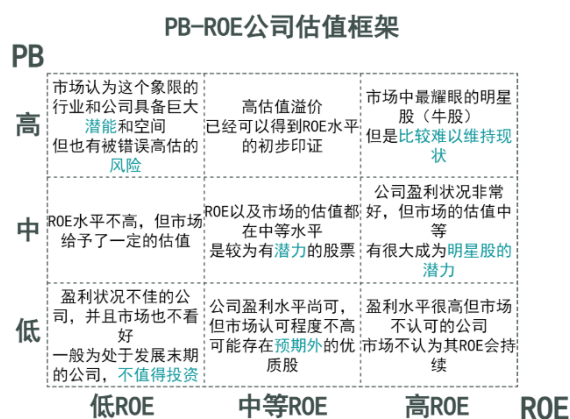 PB-ROE公司估值框架
PB
高
市场认为这个象限的
行业和公司具备巨大
潜能和空间
但也有被错误高估的
风险
高估值溢价
已经可以得到ROE水平
的初步印证
市场中最耀眼的明星
股（牛股）
但是比较难以维持现
状
中
ROE水平不高，但市场
给予了一定的估值
ROE以及市场的估值都
在中等水平
是较为有潜力的股票
公司盈利状况非常
好，但市场的估值中
等
有很大成为明星股的
潜力
低
盈利状况不佳的公
司，并且市场也不看
好
一般为处于发展末期
的公司，不值得投资
公司盈利水平尚可，
但市场认可程度不高
可能存在预期外的优
质股
盈利水平很高但市场
不认可的公司
市场不认为其ROE会持
续
低ROE
中等ROE
高ROE
ROE